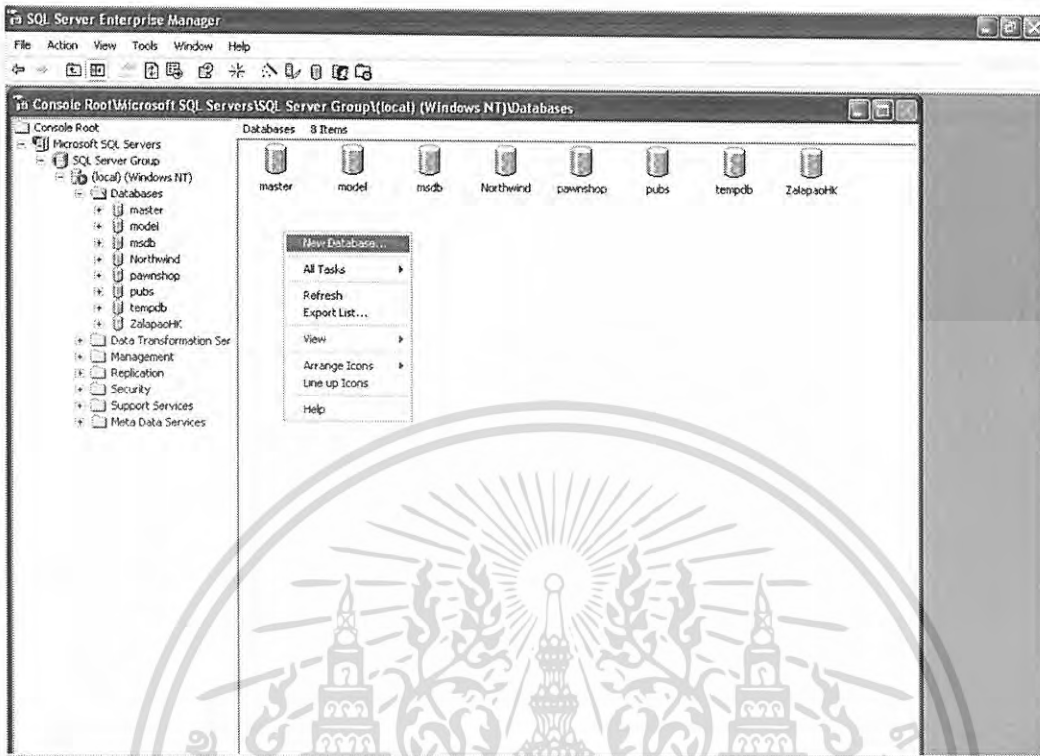 SQL Server Enterprise Manager
File Action View Tools Window Help
Console Root\Microsoft SQL Servers\SQL Server Group\(local) (Windows NT)\Databases
Console Root
Microsoft SQL Servers
SQL Server Group
(local) (Windows NT)
Databases
master
model
msdb
Northwind
pawnshop
pubs
tempdb
ZalapaoHK
Data Transformation Ser
Management
Replication
Security
Support Services
Meta Data Services
Databases 8 Items
master model msdb Northwind pawnshop pubs tempdb ZalapaoHK
New Database...
All Tasks
Refresh
Export List...
View
Arrange Icons
Line up Icons
Help